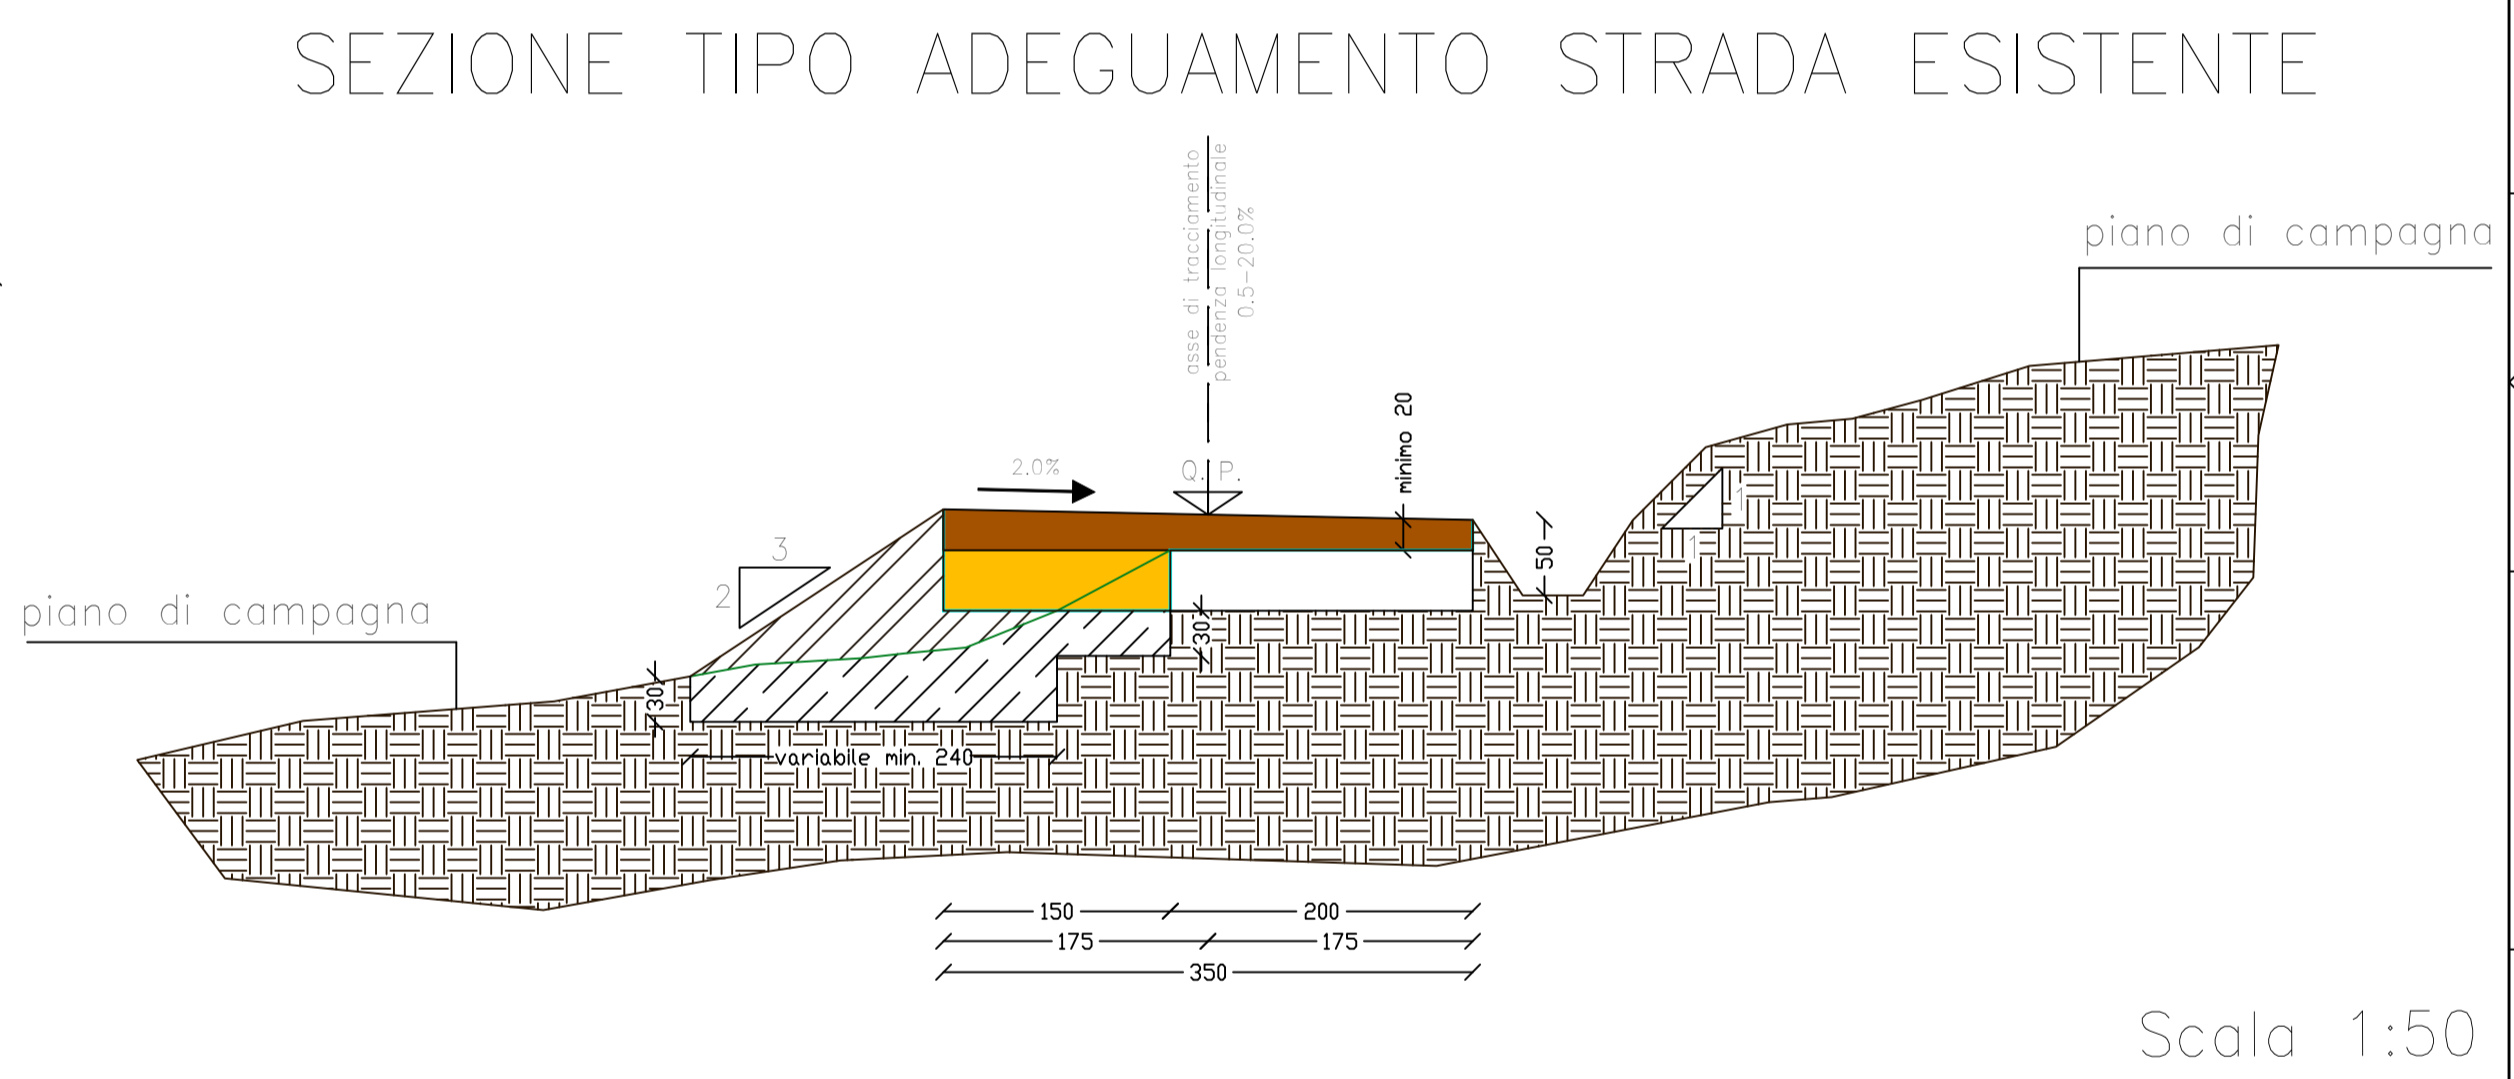 SEZIONE TIPO ADEGUAMENTO STRADA ESISTENTE
asse di tracciamento
pendenza longitudinale
0.5-20.0%
piano di campagna
minimo 20
2.0%
Q. P.
1
1
50
3
2
piano di campagna
30
30
variabile min. 240
150
200
175
175
350
Scala 1:50